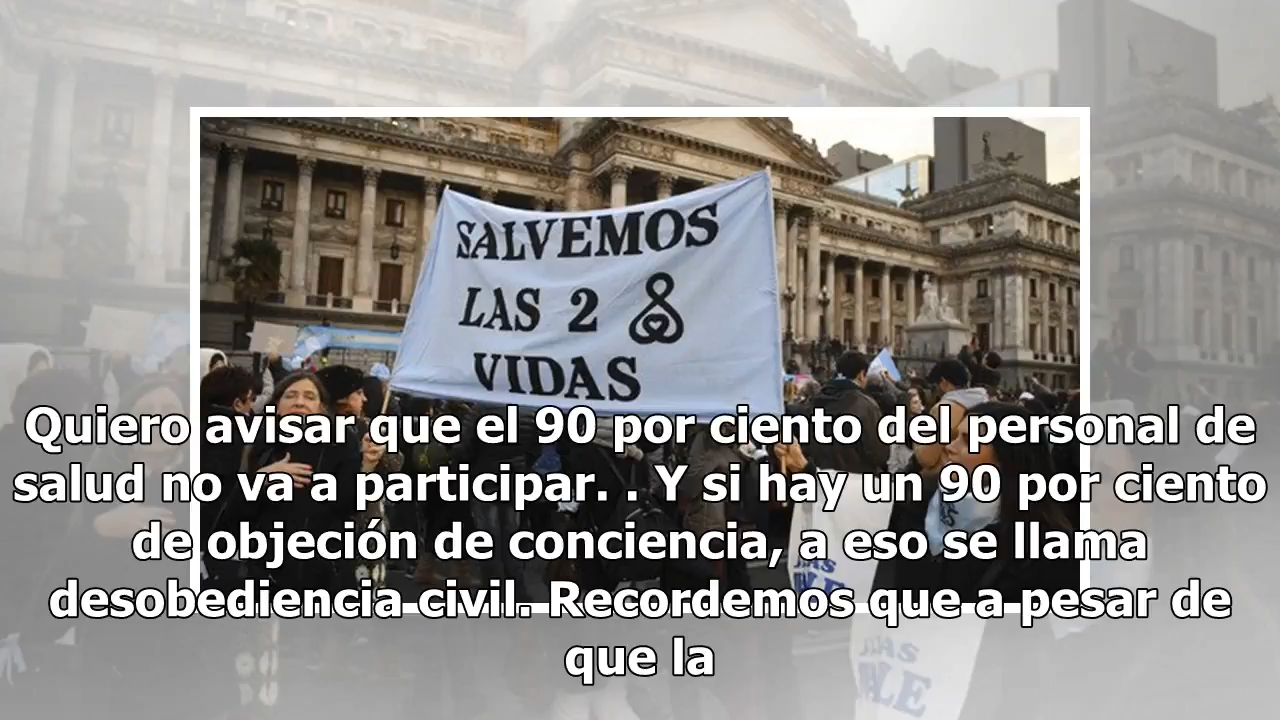 SALVEMOS
LAS 2
VIDAS
Quiero avisar que el 90 por ciento del personal de
salud no va a participar. . Y si hay un 90 por ciento
de objeción de conciencia, a eso se llama
desobediencia civil. Recordemos que a pesar de
que la